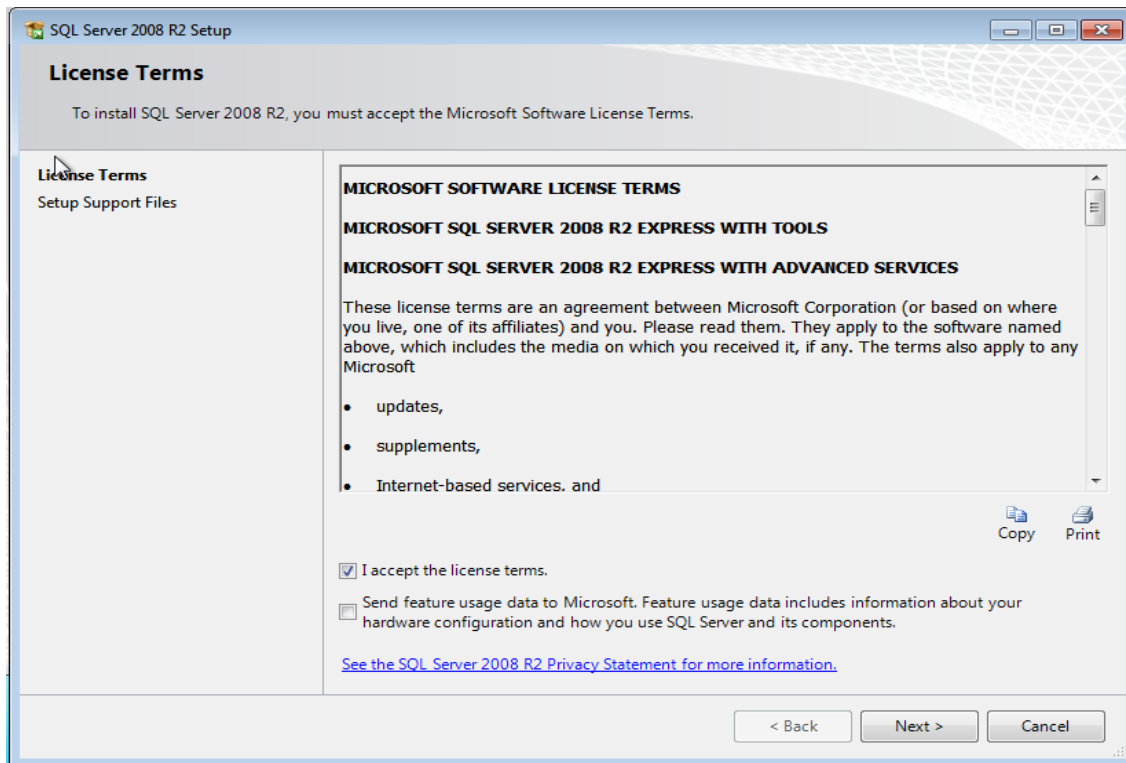 SQL Server 2008 R2 Setup
License Terms
To install SQL Server 2008 R2, you must accept the Microsoft Software License Terms.
License Terms
Setup Support Files
MICROSOFT SOFTWARE LICENSE TERMS
MICROSOFT SQL SERVER 2008 R2 EXPRESS WITH TOOLS
MICROSOFT SQL SERVER 2008 R2 EXPRESS WITH ADVANCED SERVICES
These license terms are an agreement between Microsoft Corporation (or based on where
you live, one of its affiliates) and you. Please read them. They apply to the software named
above, which includes the media on which you received it, if any. The terms also apply to any
Microsoft
• updates,
• supplements,
• Internet-based services, and
Copy
Print
I accept the license terms.
Send feature usage data to Microsoft. Feature usage data includes information about your
hardware configuration and how you use SQL Server and its components.
See the SQL Server 2008 R2 Privacy Statement for more information.
< Back
Next >
Cancel